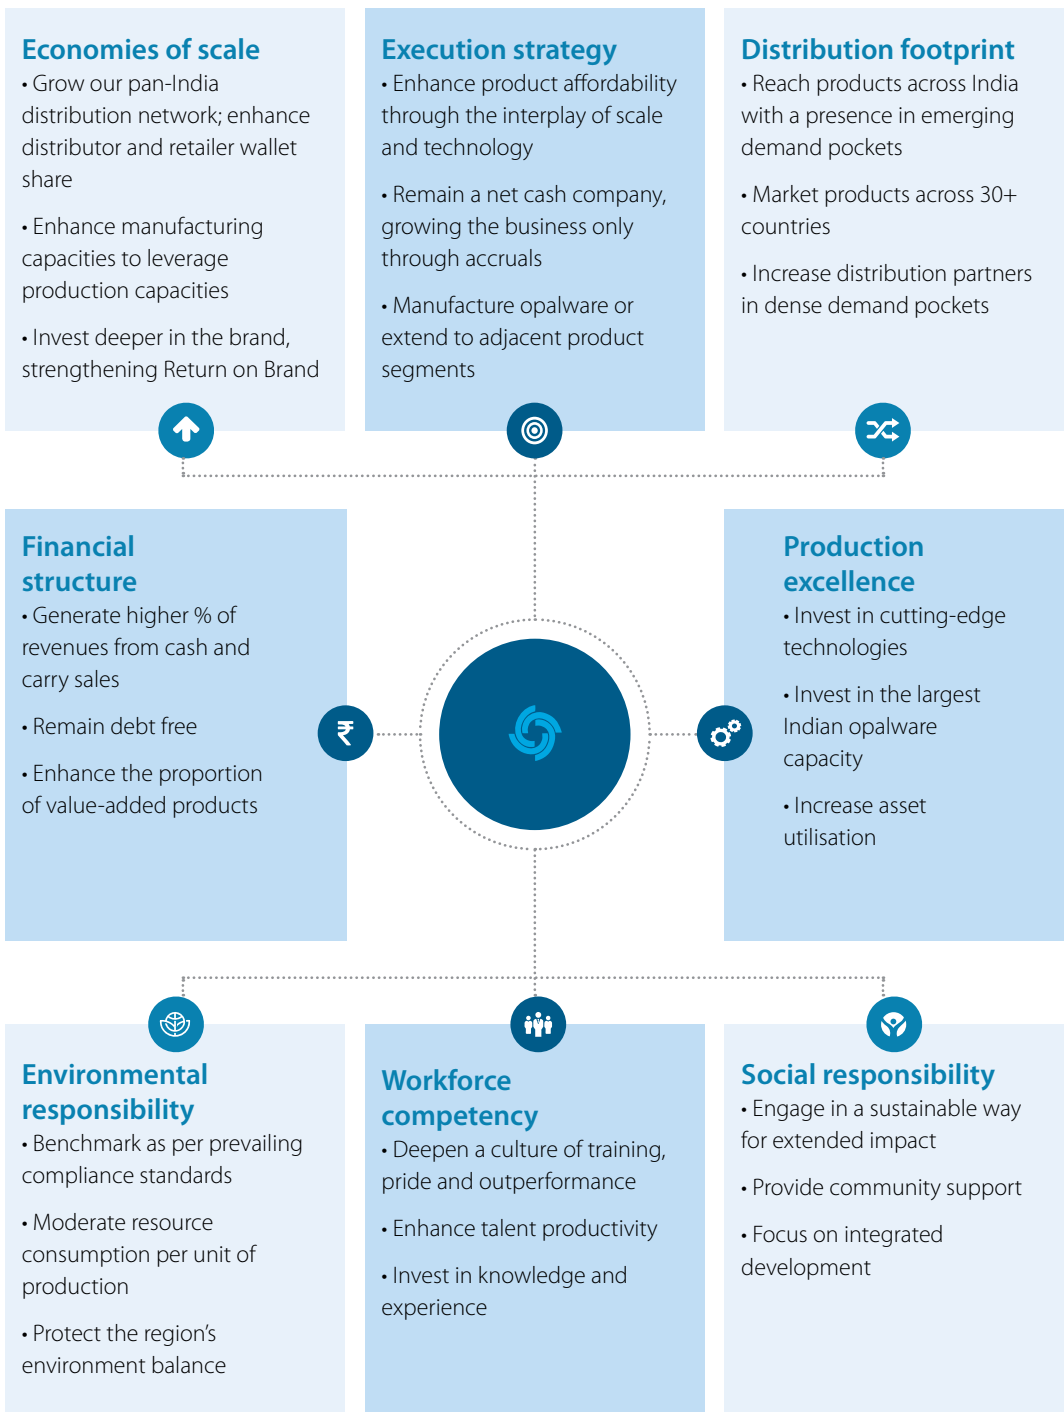 Economies of scale
• Grow our pan-India
distribution network; enhance
distributor and retailer wallet
share
• Enhance manufacturing
capacities to leverage
production capacities
• Invest deeper in the brand,
strengthening Return on Brand
Execution strategy
• Enhance product affordability
through the interplay of scale
and technology
• Remain a net cash company,
growing the business only
through accruals
• Manufacture opalware or
extend to adjacent product
segments
Distribution footprint
• Reach products across India
with a presence in emerging
demand pockets
• Market products across 30+
countries
• Increase distribution partners
in dense demand pockets
Financial
structure
• Generate higher % of
revenues from cash and
carry sales
• Remain debt free
• Enhance the proportion
of value-added products
₹
Production
excellence
• Invest in cutting-edge
technologies
• Invest in the largest
Indian opalware
capacity
• Increase asset
utilisation
Environmental
responsibility
• Benchmark as per prevailing
compliance standards
• Moderate resource
consumption per unit of
production
• Protect the region’s
environment balance
Workforce
competency
• Deepen a culture of training,
pride and outperformance
• Enhance talent productivity
• Invest in knowledge and
experience
Social responsibility
• Engage in a sustainable way
for extended impact
• Provide community support
• Focus on integrated
development